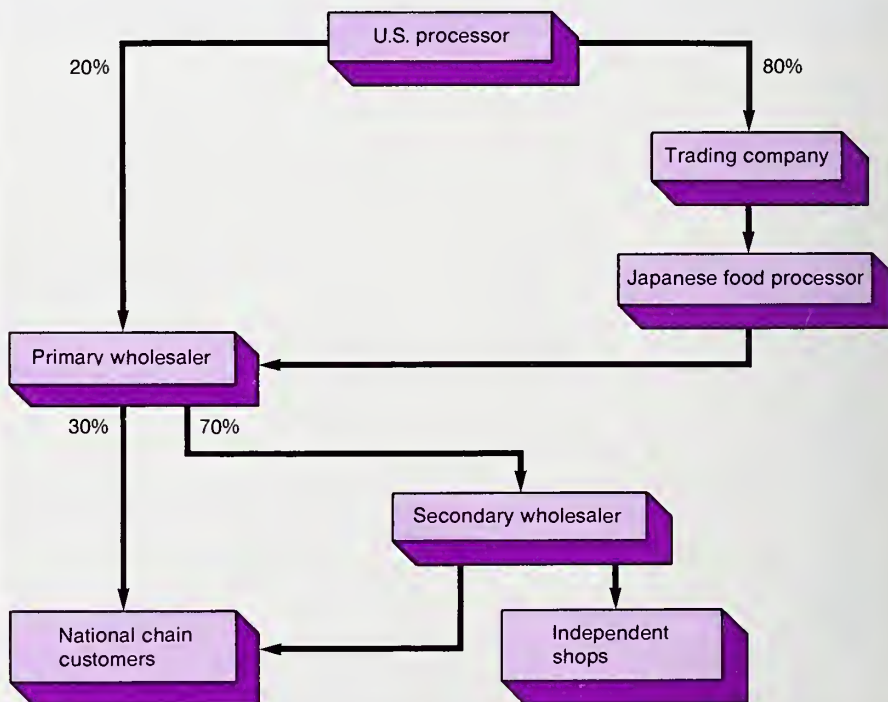 U.S. processor
20%
80%
Trading company
Japanese food processor
Primary wholesaler
30%
70%
Secondary wholesaler
National chain
customers
Independent
shops